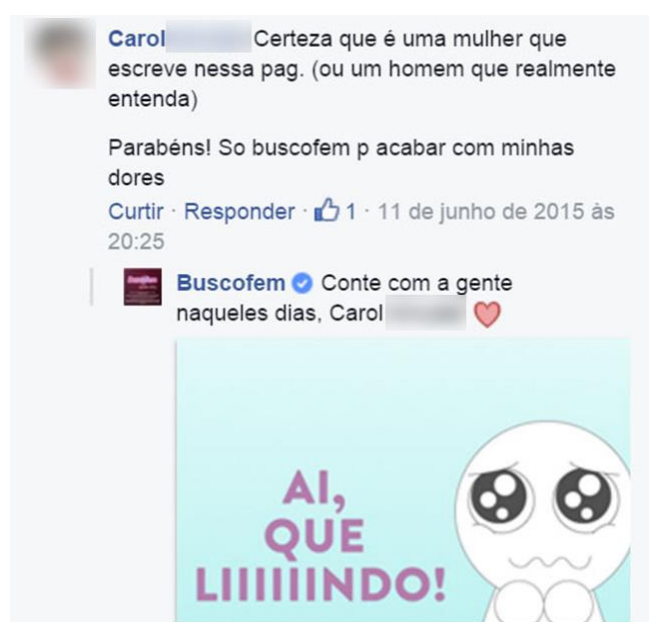 Carol Certeza que é uma mulher que
escreve nessa pag. (ou um homem que realmente
entenda)
Parabéns! So buscofem p acabar com minhas
dores
Curtir · Responder · 1 · 11 de junho de 2015 às
20:25
Buscofem Conte com a gente
naqueles dias, Carol
AI,
QUE
LIIIIIINDO!